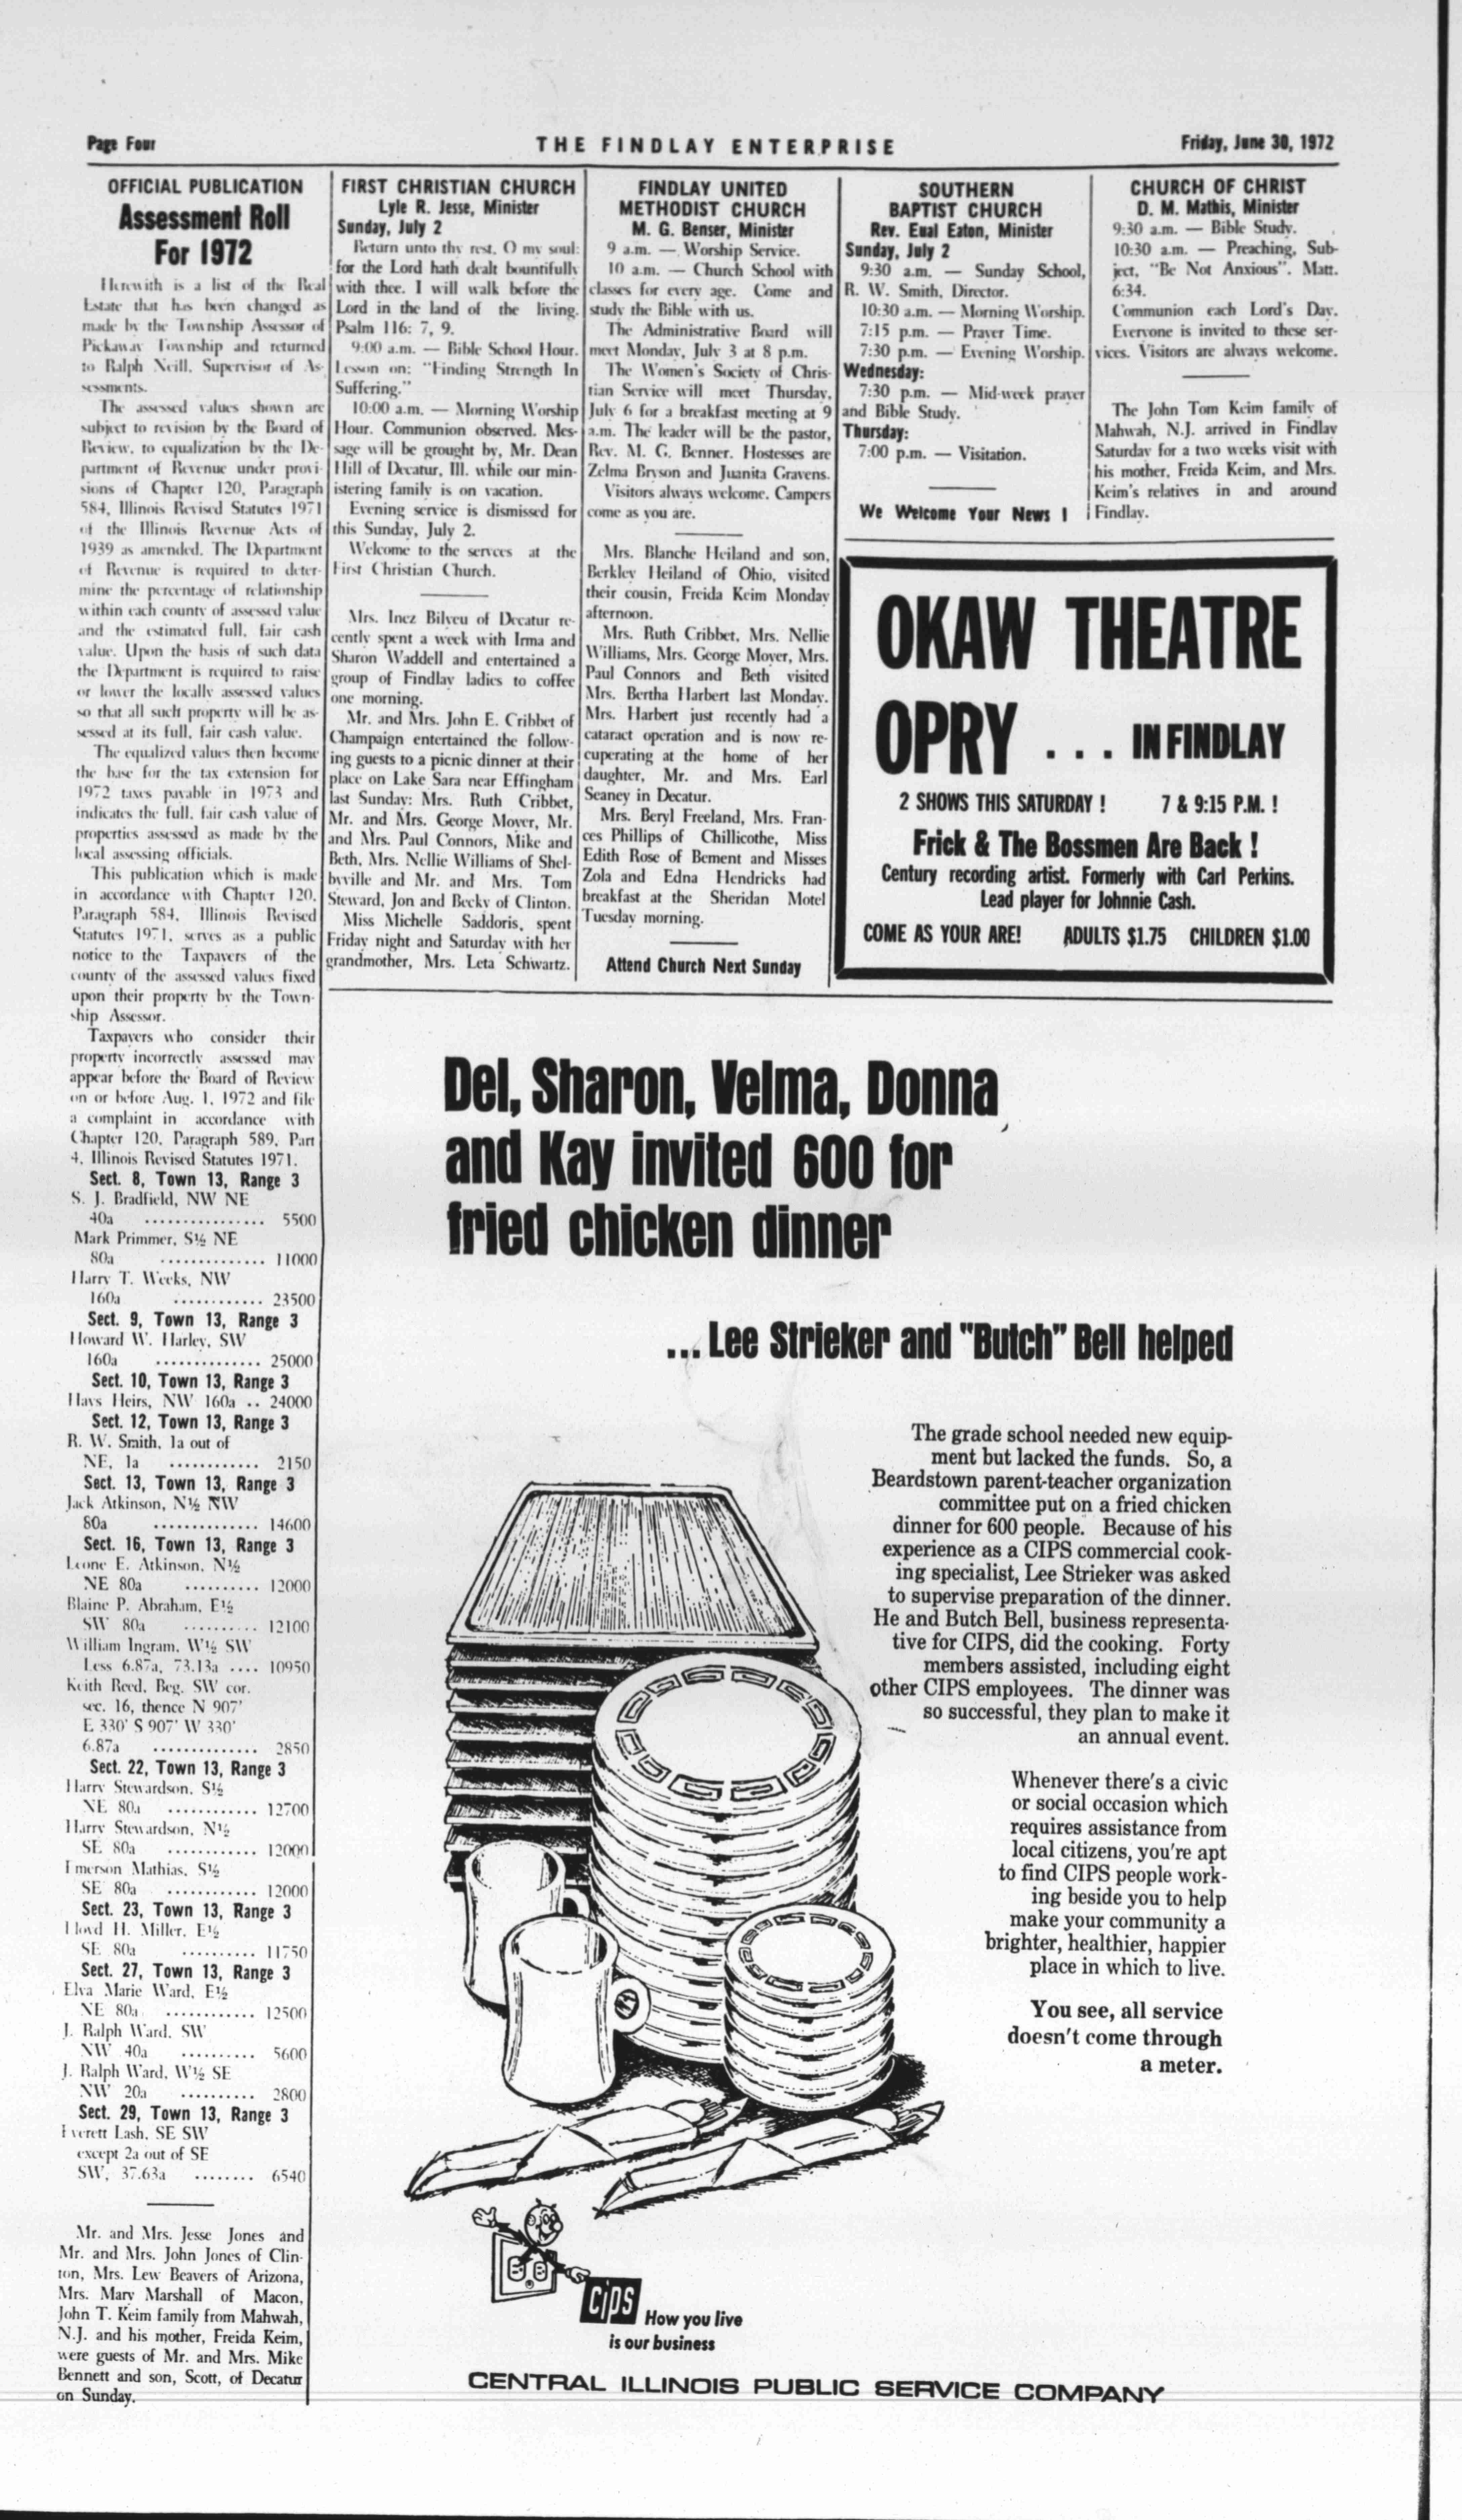 Page Four
THE FINDLAY ENTERPRISE
Friday, June 30, 1972
OFFICIAL PUBLICATION
Assessment Roll
For 1972
Herewith is a list of the Real
Estate that has been changed as
made by the Township Assessor of
Pickaway Township and returned
to Ralph Neill, Supervisor of As-
sessments.
The assessed values shown are
subject to revision by the Board of
Review, to equalization by the De-
partment of Revenue under provi-
sions of Chapter 120, Paragraph
584, Illinois Revised Statutes 1971
of the Illinois Revenue Acts of
1939 as amended. The Department
of Revenue is required to deter-
mine the percentage of relationship
within each county of assessed value
and the estimated full, fair cash
value. Upon the basis of such data
the Department is required to raise
or lower the locally assessed values
so that all such property will be as-
sessed at its full, fair cash value.
The equalized values then become
the base for the tax extension for
1972 taxes payable in 1973 and
indicates the full, fair cash value of
properties assessed as made by the
local assessing officials.
This publication which is made
in accordance with Chapter 120,
Paragraph 584, Illinois Revised
Statutes 1971, serves as a public
notice to the Taxpayers of the
county of the assessed values fixed
upon their property by the Town-
ship Assessor.
Taxpayers who consider their
property incorrectly assessed may
appear before the Board of Review
on or before Aug. 1, 1972 and file
a complaint in accordance with
Chapter 120, Paragraph 589, Part
4, Illinois Revised Statutes 1971.
Sect. 8, Town 13, Range 3
S. J. Bradfield, NW NE
40a ................ 5500
Mark Primmer, S½ NE
80a .............. 11000
Harry T. Weeks, NW
160a ............ 23500
Sect. 9, Town 13, Range 3
Howard W. Harley, SW
160a .............. 25000
Sect. 10, Town 13, Range 3
Hays Heirs, NW 160a .. 24000
Sect. 12, Town 13, Range 3
R. W. Smith, 1a out of
NE, 1a ............ 2150
Sect. 13, Town 13, Range 3
Jack Atkinson, N½ NW
80a .............. 14600
Sect. 16, Town 13, Range 3
Leone E. Atkinson, N½
NE 80a .......... 12000
Blaine P. Abraham, E½
SW 80a .......... 12100
William Ingram, W½ SW
Less 6.87a, 73.13a .... 10950
Keith Reed, Beg. SW cor.
sec. 16, thence N 907'
E 330' S 907' W 330'
6.87a .............. 2850
Sect. 22, Town 13, Range 3
Harry Stewardson, S½
NE 80a ............ 12700
Harry Stewardson, N½
SE 80a ............ 12000
Emerson Mathias, S½
SE 80a ............ 12000
Sect. 23, Town 13, Range 3
Lloyd H. Miller, E½
SE 80a .......... 11750
Sect. 27, Town 13, Range 3
Elva Marie Ward, E½
NE 80a ............ 12500
J. Ralph Ward, SW
NW 40a .......... 5600
J. Ralph Ward, W½ SE
NW 20a .......... 2800
Sect. 29, Town 13, Range 3
Everett Lash, SE SW
except 2a out of SE
SW, 37.63a ........ 6540
Mr. and Mrs. Jesse Jones and
Mr. and Mrs. John Jones of Clin-
ton, Mrs. Lew Beavers of Arizona,
Mrs. Mary Marshall of Macon,
John T. Keim family from Mahwah,
N.J. and his mother, Freida Keim,
were guests of Mr. and Mrs. Mike
Bennett and son, Scott, of Decatur
on Sunday.
FIRST CHRISTIAN CHURCH
Lyle R. Jesse, Minister
Sunday, July 2
Return unto thy rest, O my soul:
for the Lord hath dealt bountifully
with thee. I will walk before the
Lord in the land of the living.
Psalm 116: 7, 9.
9:00 a.m. — Bible School Hour.
Lesson on: "Finding Strength In
Suffering."
10:00 a.m. — Morning Worship
Hour. Communion observed. Mes-
sage will be grought by, Mr. Dean
Hill of Decatur, Ill. while our min-
istering family is on vacation.
Evening service is dismissed for
this Sunday, July 2.
Welcome to the servces at the
First Christian Church.
Mrs. Inez Bilyeu of Decatur re-
cently spent a week with Irma and
Sharon Waddell and entertained a
group of Findlay ladies to coffee
one morning.
Mr. and Mrs. John E. Cribbet of
Champaign entertained the follow-
ing guests to a picnic dinner at their
place on Lake Sara near Effingham
last Sunday: Mrs. Ruth Cribbet,
Mr. and Mrs. George Moyer, Mr.
and Mrs. Paul Connors, Mike and
Beth, Mrs. Nellie Williams of Shel-
byville and Mr. and Mrs. Tom
Steward, Jon and Becky of Clinton.
Miss Michelle Saddoris, spent
Friday night and Saturday with her
grandmother, Mrs. Leta Schwartz.
FINDLAY UNITED
METHODIST CHURCH
M. G. Benser, Minister
9 a.m. — Worship Service.
10 a.m. — Church School with
classes for every age. Come and
study the Bible with us.
The Administrative Board will
meet Monday, July 3 at 8 p.m.
The Women's Society of Chris-
tian Service will meet Thursday,
July 6 for a breakfast meeting at 9
a.m. The leader will be the pastor,
Rev. M. G. Benner. Hostesses are
Zelma Bryson and Juanita Gravens.
Visitors always welcome. Campers
come as you are.
Mrs. Blanche Heiland and son,
Berkley Heiland of Ohio, visited
their cousin, Freida Keim Monday
afternoon.
Mrs. Ruth Cribbet, Mrs. Nellie
Williams, Mrs. George Moyer, Mrs.
Paul Connors and Beth visited
Mrs. Bertha Harbert last Monday.
Mrs. Harbert just recently had a
cataract operation and is now re-
cuperating at the home of her
daughter, Mr. and Mrs. Earl
Seaney in Decatur.
Mrs. Beryl Freeland, Mrs. Fran-
ces Phillips of Chillicothe, Miss
Edith Rose of Bement and Misses
Zola and Edna Hendricks had
breakfast at the Sheridan Motel
Tuesday morning.
Attend Church Next Sunday
SOUTHERN
BAPTIST CHURCH
Rev. Eual Eaton, Minister
Sunday, July 2
9:30 a.m. — Sunday School,
R. W. Smith, Director.
10:30 a.m. — Morning Worship.
7:15 p.m. — Prayer Time.
7:30 p.m. — Evening Worship.
Wednesday:
7:30 p.m. — Mid-week prayer
and Bible Study.
Thursday:
7:00 p.m. — Visitation.
We Welcome Your News !
CHURCH OF CHRIST
D. M. Mathis, Minister
9:30 a.m. — Bible Study.
10:30 a.m. — Preaching, Sub-
ject, "Be Not Anxious". Matt.
6:34.
Communion each Lord's Day.
Everyone is invited to these ser-
vices. Visitors are always welcome.
The John Tom Keim family of
Mahwah, N.J. arrived in Findlay
Saturday for a two weeks visit with
his mother, Freida Keim, and Mrs.
Keim's relatives in and around
Findlay.
OKAW THEATRE
OPRY . . . IN FINDLAY
2 SHOWS THIS SATURDAY ! 7 & 9:15 P.M. !
Frick & The Bossmen Are Back !
Century recording artist. Formerly with Carl Perkins.
Lead player for Johnnie Cash.
COME AS YOUR ARE! ADULTS $1.75 CHILDREN $1.00
Del, Sharon, Velma, Donna
and Kay invited 600 for
fried chicken dinner
...Lee Strieker and "Butch" Bell helped
The grade school needed new equip-
ment but lacked the funds. So, a
Beardstown parent-teacher organization
committee put on a fried chicken
dinner for 600 people. Because of his
experience as a CIPS commercial cook-
ing specialist, Lee Strieker was asked
to supervise preparation of the dinner.
He and Butch Bell, business representa-
tive for CIPS, did the cooking. Forty
members assisted, including eight
other CIPS employees. The dinner was
so successful, they plan to make it
an annual event.
Whenever there's a civic
or social occasion which
requires assistance from
local citizens, you're apt
to find CIPS people work-
ing beside you to help
make your community a
brighter, healthier, happier
place in which to live.
You see, all service
doesn't come through
a meter.
CIPS
How you live
is our business
CENTRAL ILLINOIS PUBLIC SERVICE COMPANY